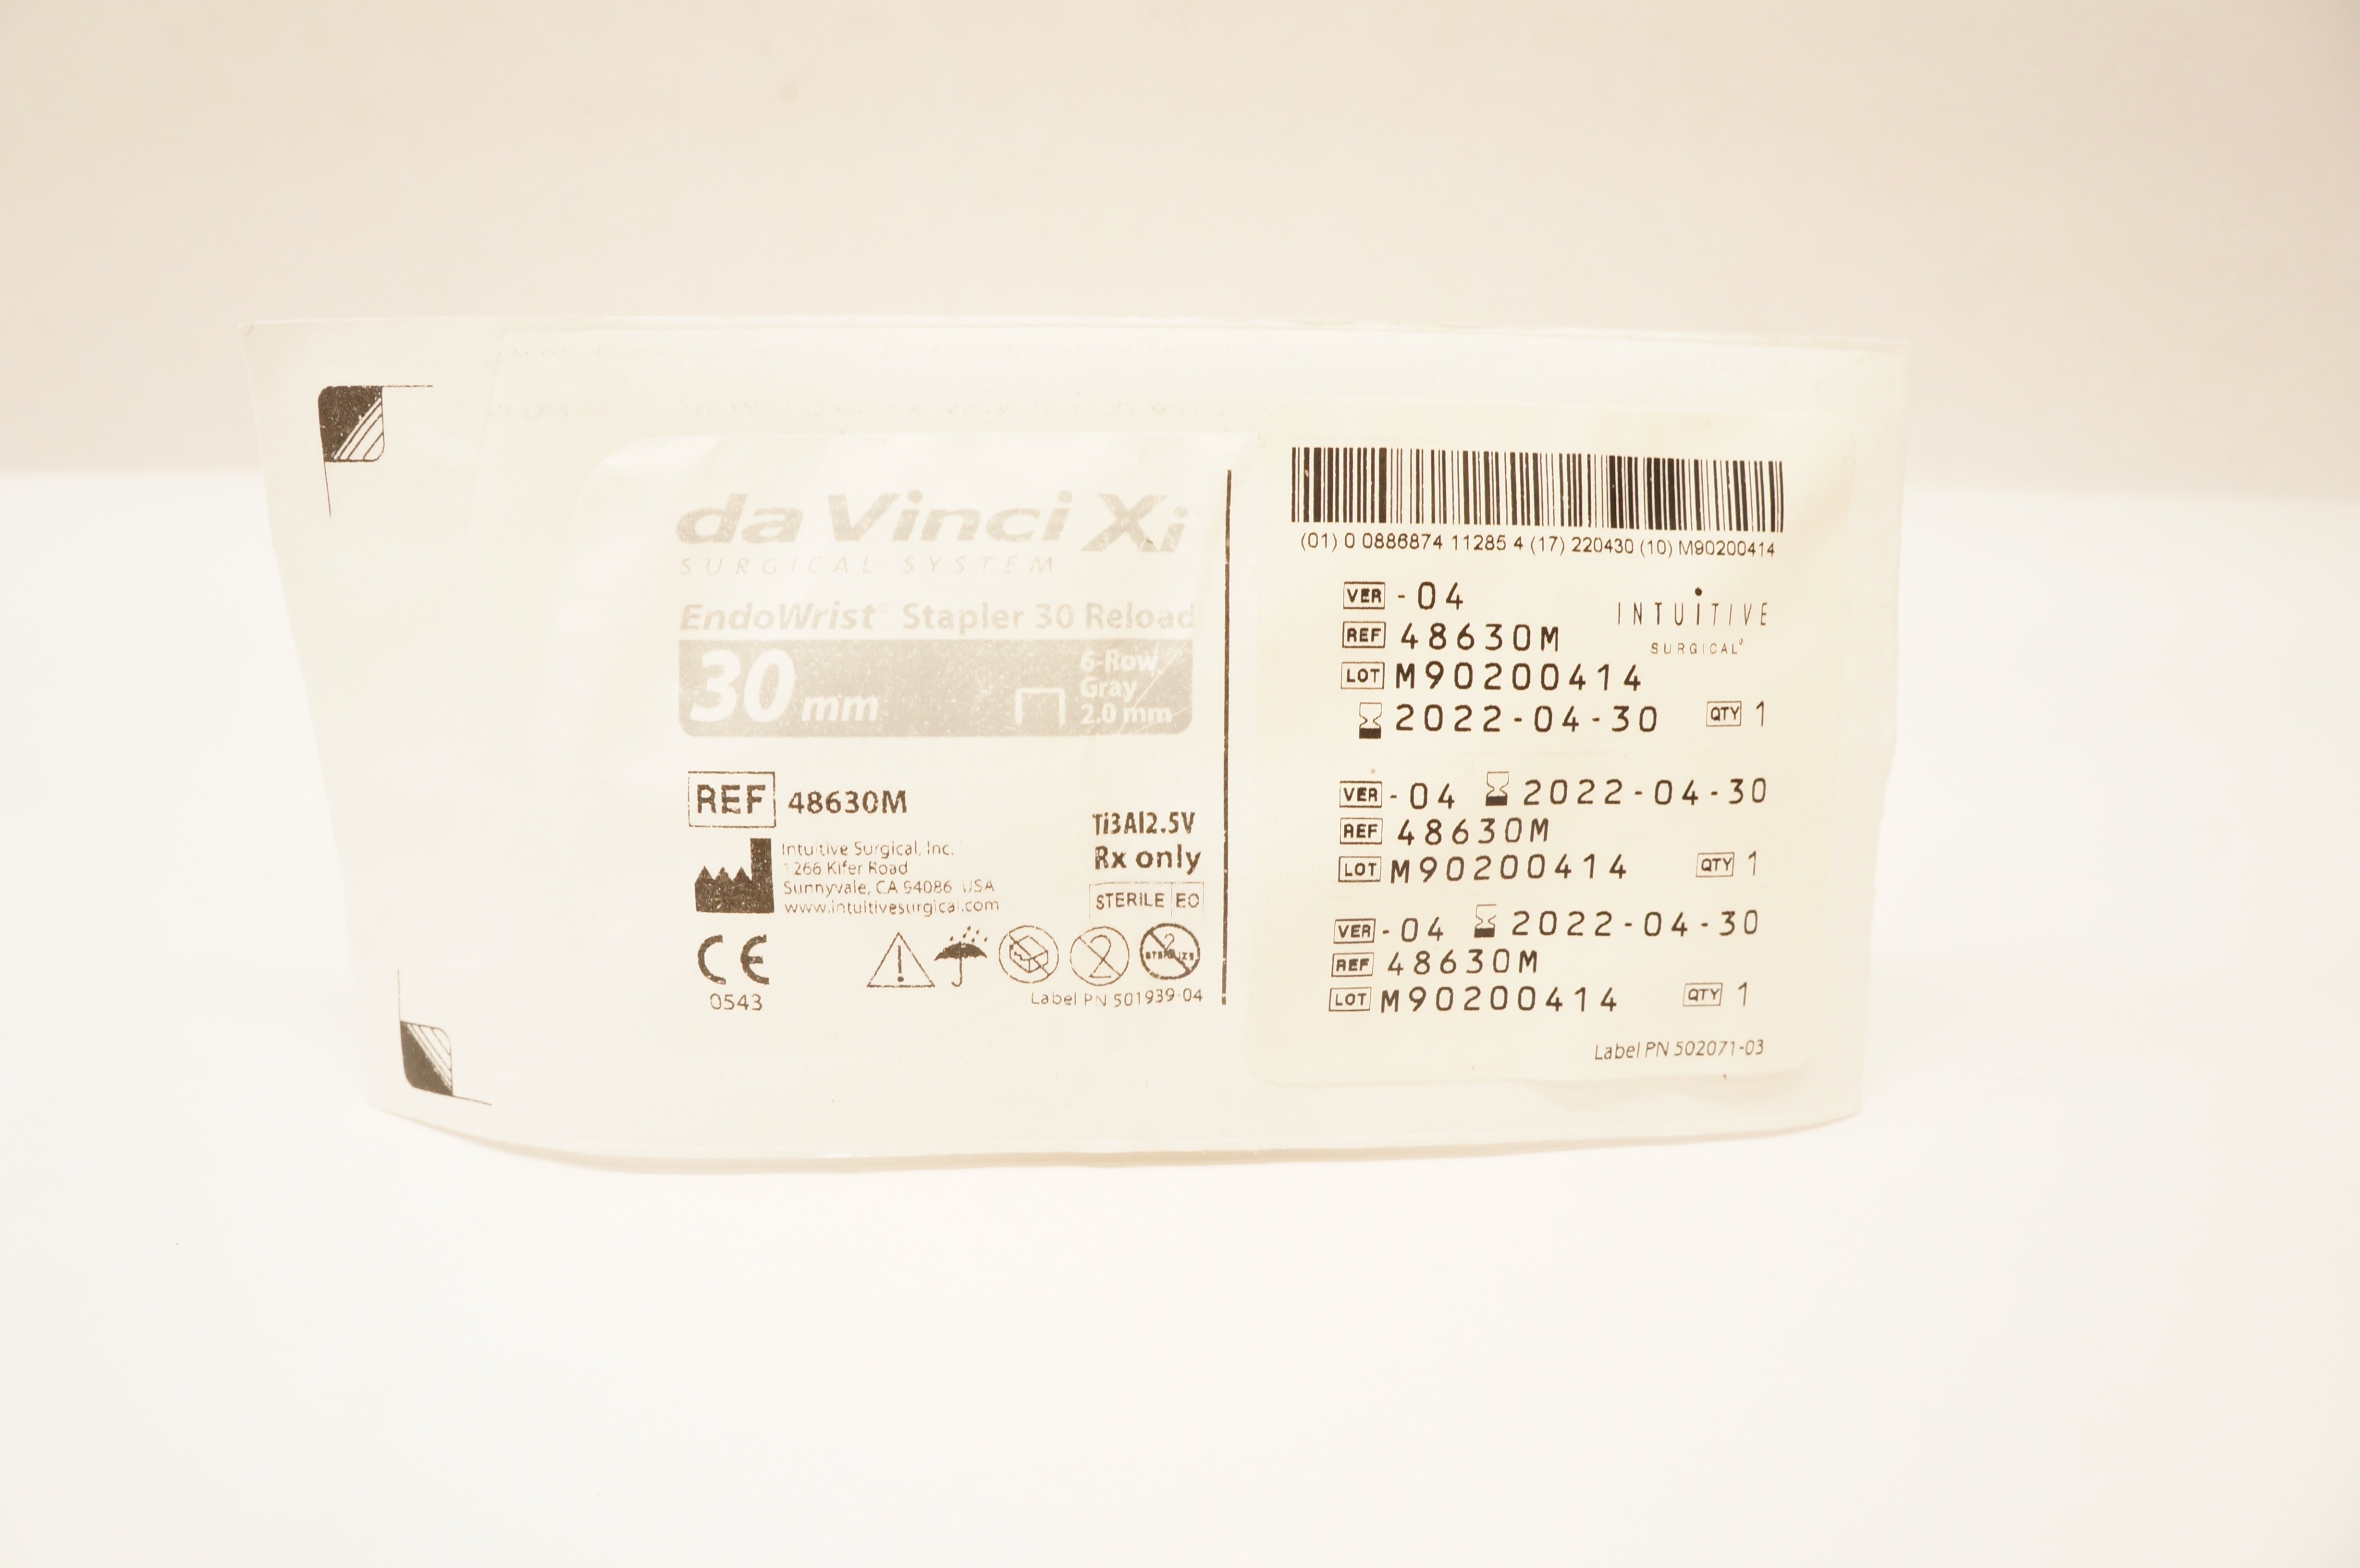 da Vinci Xi
SURGICAL SYSTEM
EndoWrist® Stapler 30 Reload
30 mm
6-Row
Gray
2.0 mm
REF 48630M
Intuitive Surgical, Inc.
1266 Kifer Road
Sunnyvale, CA 94086 USA
www.intuitivesurgical.com
Ti3Al2.5V
Rx only
STERILE EO
CE
0543
2
2
STERILIZE
Label PN 501939-04
(01) 0 0886874 11285 4 (17) 220430 (10) M90200414
VER -04
INTUITIVE
SURGICAL®
REF 48630M
LOT M90200414
2022-04-30 QTY 1
VER -04 2022-04-30
REF 48630M
LOT M90200414 QTY 1
VER -04 2022-04-30
REF 48630M
LOT M90200414 QTY 1
Label PN 502071-03